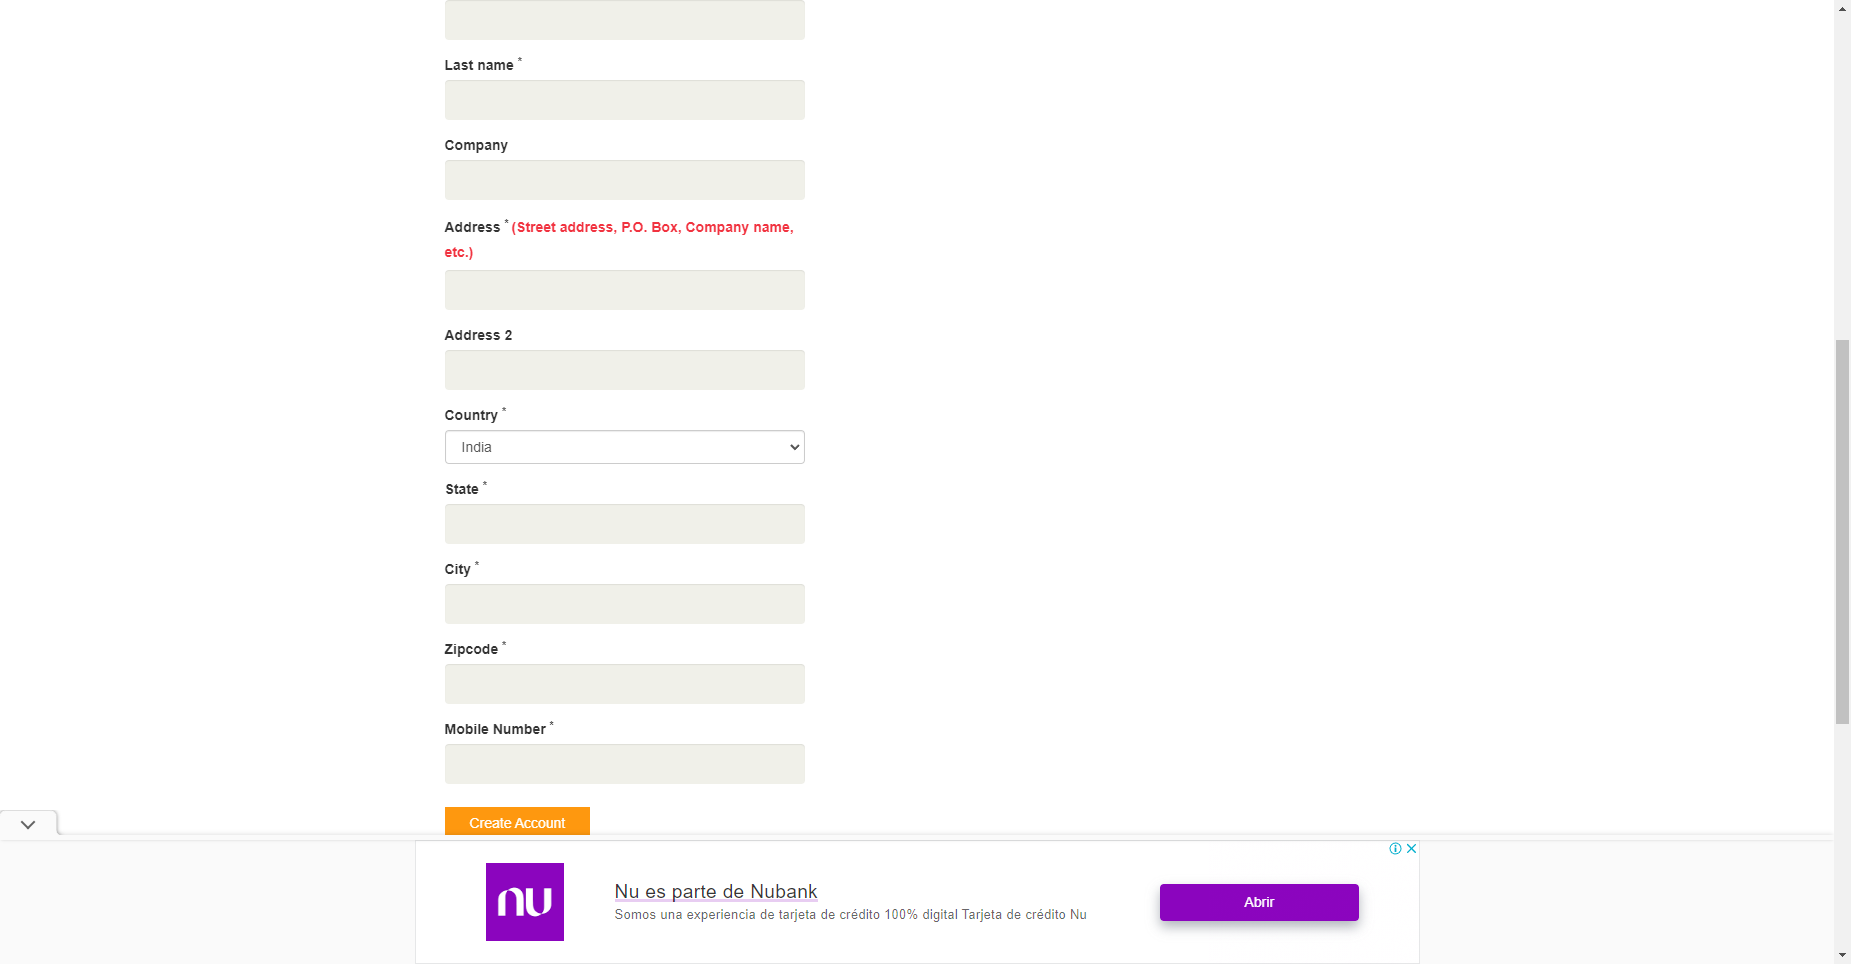 Last name *
Company
Address * (Street address, P.O. Box, Company name,
etc.)
Address 2
Country *
India
State *
City *
Zipcode *
Mobile Number *
Create Account
nu
Nu es parte de Nubank
Somos una experiencia de tarjeta de crédito 100% digital Tarjeta de crédito Nu
Abrir